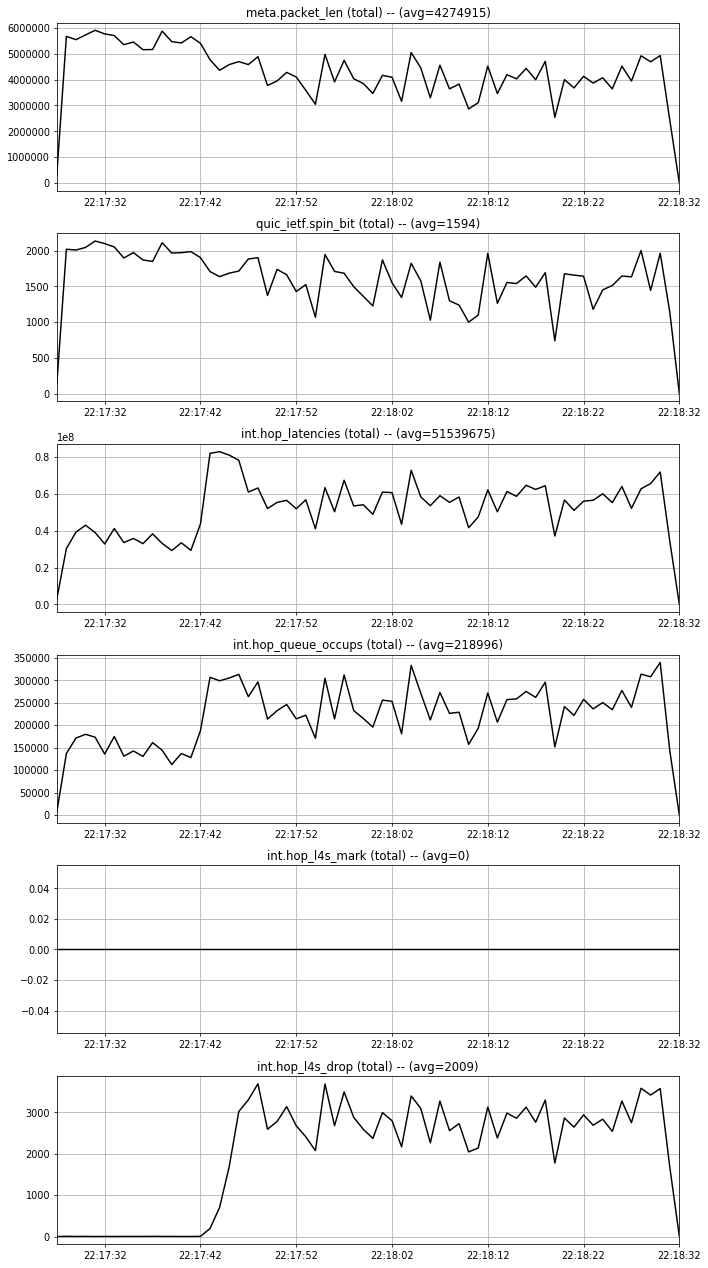 meta.packet_len (total) -- (avg=4274915)
6000000
5000000
4000000
3000000
2000000
1000000
0
22:17:32 22:17:42 22:17:52 22:18:02 22:18:12 22:18:22 22:18:32
quic_ietf.spin_bit (total) -- (avg=1594)
2000
1500
1000
500
0
22:17:32 22:17:42 22:17:52 22:18:02 22:18:12 22:18:22 22:18:32
int.hop_latencies (total) -- (avg=51539675)
1e8
0.8
0.6
0.4
0.2
0.0
22:17:32 22:17:42 22:17:52 22:18:02 22:18:12 22:18:22 22:18:32
int.hop_queue_occups (total) -- (avg=218996)
350000
300000
250000
200000
150000
100000
50000
0
22:17:32 22:17:42 22:17:52 22:18:02 22:18:12 22:18:22 22:18:32
int.hop_l4s_mark (total) -- (avg=0)
0.04
0.02
0.00
−0.02
−0.04
22:17:32 22:17:42 22:17:52 22:18:02 22:18:12 22:18:22 22:18:32
int.hop_l4s_drop (total) -- (avg=2009)
3000
2000
1000
0
22:17:32 22:17:42 22:17:52 22:18:02 22:18:12 22:18:22 22:18:32